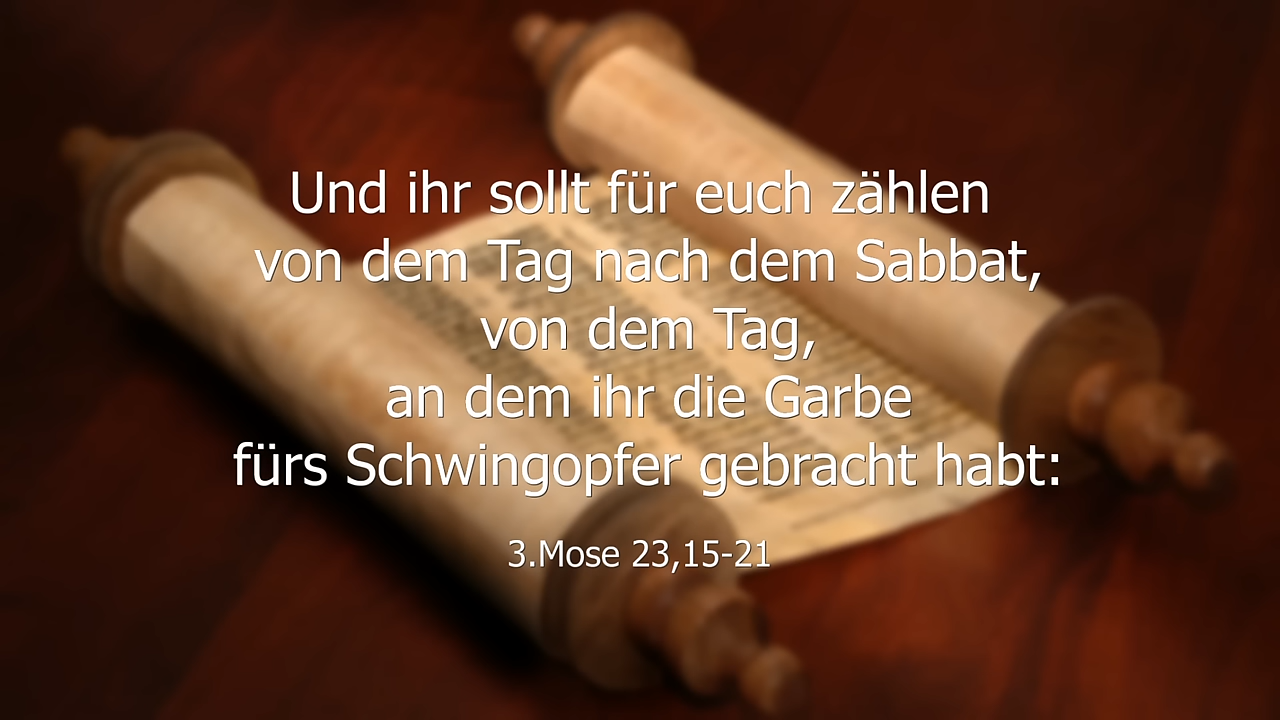 Und ihr sollt für euch zählen
von dem Tag nach dem Sabbat,
von dem Tag,
an dem ihr die Garbe
fürs Schwingopfer gebracht habt:
3.Mose 23,15-21